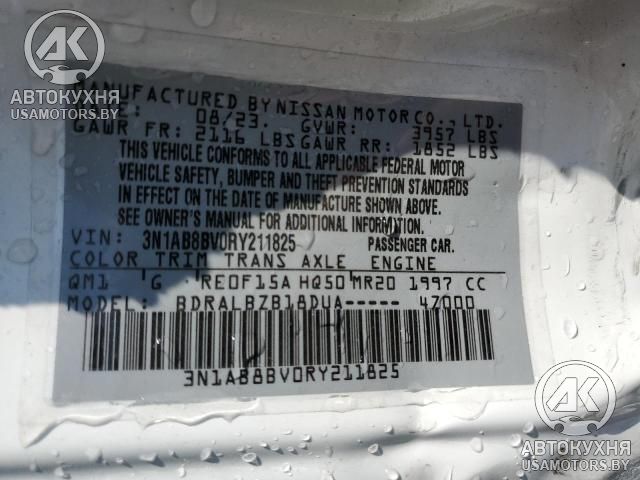 АК
АВТОКУХНЯ
USAMOTORS.BY
MANUFACTURED BY NISSAN MOTOR CO., LTD.
08/23. GVWR: 3957 LBS
GAWR FR: 2116 LBS GAWR RR: 1852 LBS
THIS VEHICLE CONFORMS TO ALL APPLICABLE FEDERAL MOTOR
VEHICLE SAFETY, BUMPER AND THEFT PREVENTION STANDARDS
IN EFFECT ON THE DATE OF MANUFACTURE SHOWN ABOVE.
SEE OWNER'S MANUAL FOR ADDITIONAL INFORMATION.
VIN: 3N1AB8BV0RY211825 PASSENGER CAR.
COLOR TRIM TRANS AXLE ENGINE
QM1 G RE0F15A HQ50 MR20 1997 CC
MODEL: BDRALBZB18DUA----- 47000
3N1AB8BV0RY211825
АК
АВТОКУХНЯ
USAMOTORS.BY